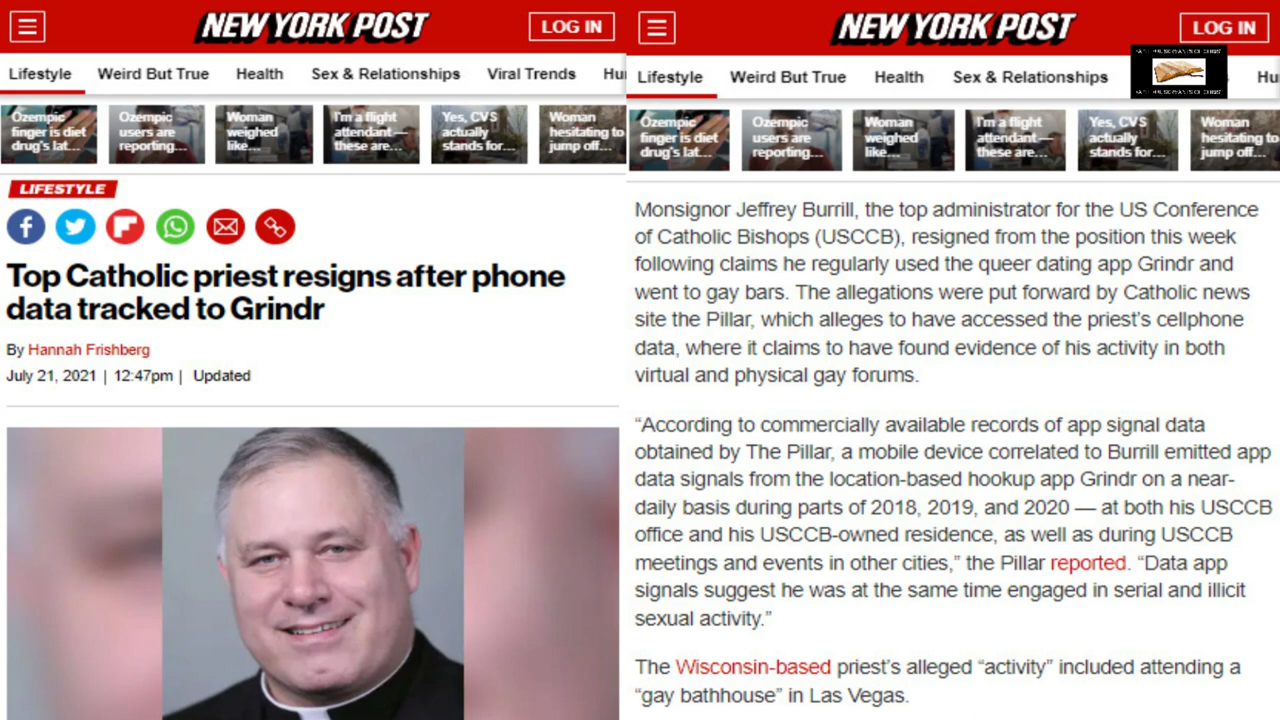 NEW YORK POST
LOG IN
Lifestyle Weird But True Health Sex & Relationships Viral Trends Hu
Ozempic finger is diet drug's lat...
Ozempic users are reporting...
Woman weighed like...
I'm a flight attendant— these are...
Yes, CVS actually stands for...
Woman hesitating to jump off...
LIFESTYLE
Top Catholic priest resigns after phone
data tracked to Grindr
By Hannah Frishberg
July 21, 2021 | 12:47pm | Updated
NEW YORK POST
LOG IN
Lifestyle Weird But True Health Sex & Relationships Hu
Ozempic finger is diet drug's lat...
Ozempic users are reporting...
Woman weighed like...
I'm a flight attendant— these are...
Yes, CVS actually stands for...
Woman hesitating to jump off...
Monsignor Jeffrey Burrill, the top administrator for the US Conference
of Catholic Bishops (USCCB), resigned from the position this week
following claims he regularly used the queer dating app Grindr and
went to gay bars. The allegations were put forward by Catholic news
site the Pillar, which alleges to have accessed the priest's cellphone
data, where it claims to have found evidence of his activity in both
virtual and physical gay forums.
“According to commercially available records of app signal data
obtained by The Pillar, a mobile device correlated to Burrill emitted app
data signals from the location-based hookup app Grindr on a near-
daily basis during parts of 2018, 2019, and 2020 — at both his USCCB
office and his USCCB-owned residence, as well as during USCCB
meetings and events in other cities,” the Pillar reported. “Data app
signals suggest he was at the same time engaged in serial and illicit
sexual activity.”
The Wisconsin-based priest's alleged “activity” included attending a
“gay bathhouse” in Las Vegas.